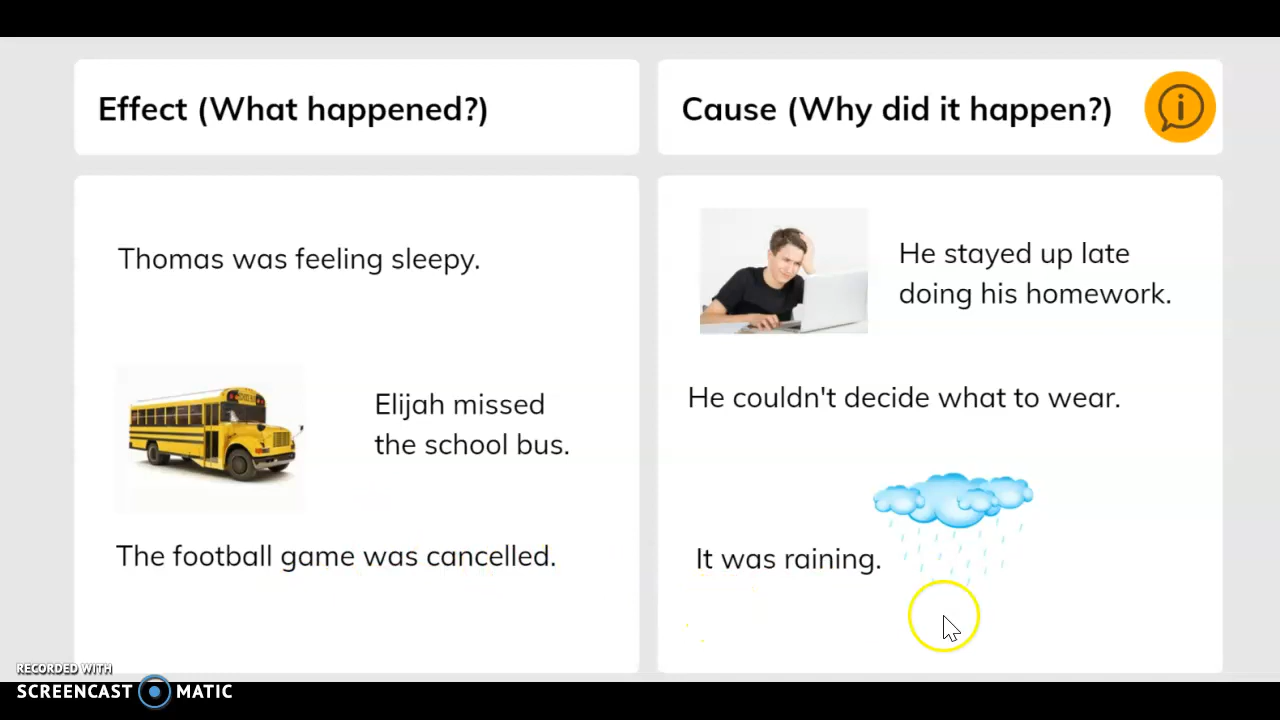 Effect (What happened?)
Cause (Why did it happen?)
Thomas was feeling sleepy.
He stayed up late
doing his homework.
Elijah missed
the school bus.
He couldn't decide what to wear.
The football game was cancelled.
It was raining.
RECORDED WITH
SCREENCAST MATIC